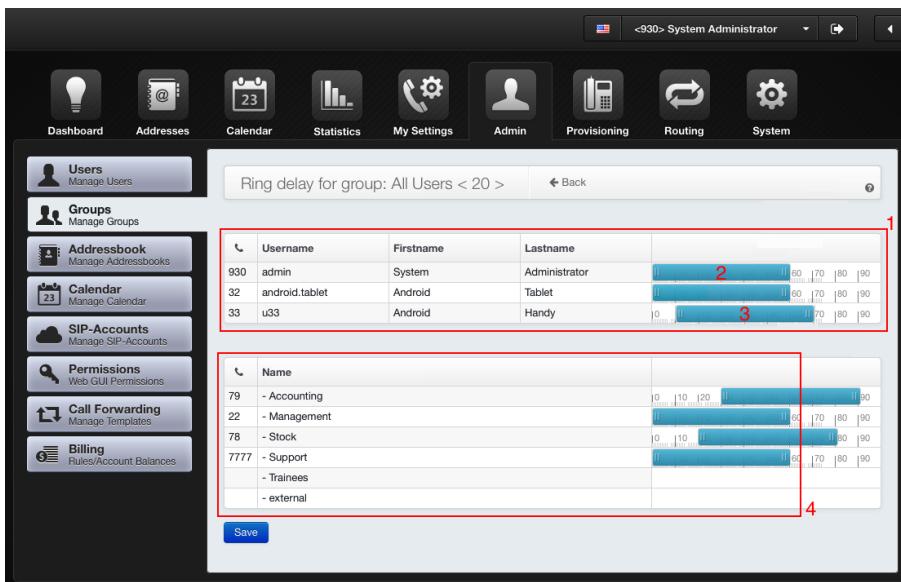 <930> System Administrator
Dashboard Addresses Calendar Statistics My Settings Admin Provisioning Routing System
23
Users
Manage Users
Groups
Manage Groups
Addressbook
Manage Addressbooks
Calendar
Manage Calendar
23
SIP-Accounts
Manage SIP-Accounts
Permissions
Web GUI Permissions
Call Forwarding
Manage Templates
Billing
Rules/Account Balances
Ring delay for group: All Users < 20 > Back
1
Username Firstname Lastname
930 admin System Administrator 2 60 70 80 90
32 android.tablet Android Tablet 60 70 80 90
33 u33 Android Handy 0 3 70 80 90
Name
79 - Accounting 0 10 20 90
22 - Management 60 70 80 90
78 - Stock 0 10 80 90
7777 - Support 60 70 80 90
- Trainees
- external
4
Save